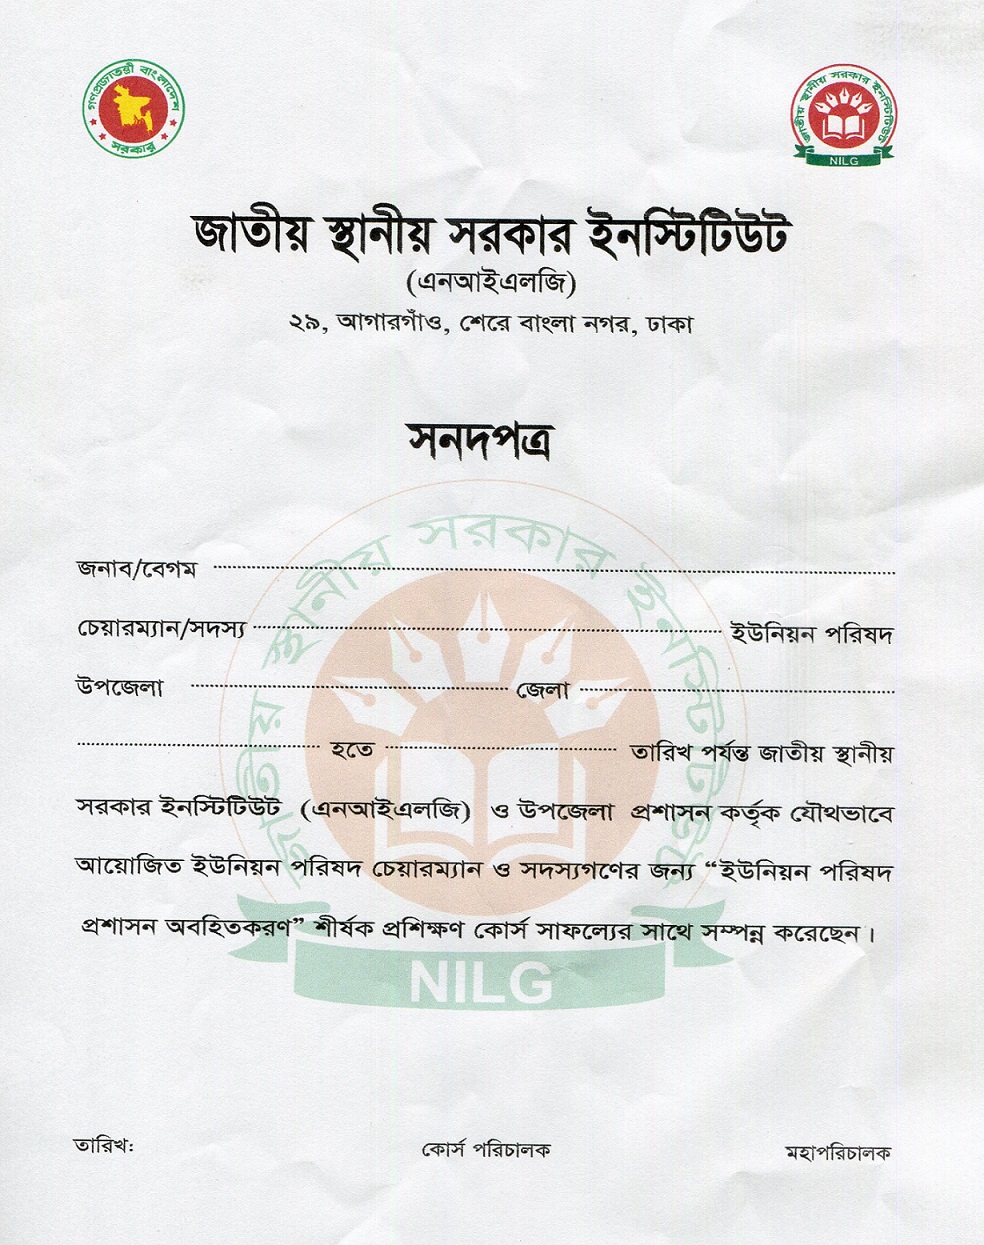 গণপ্রজাতন্ত্রী বাংলাদেশ
সরকার
জাতীয় স্থানীয় সরকার ইনস্টিটিউট
NILG
জাতীয় স্থানীয় সরকার ইনস্টিটিউট
(এনআইএলজি)
২৯, আগারগাঁও, শেরে বাংলা নগর, ঢাকা
সনদপত্র
জাতীয় স্থানীয় সরকার ইনস্টিটিউট
জনাব/বেগম
চেয়ারম্যান/সদস্য ইউনিয়ন পরিষদ
উপজেলা জেলা
হতে তারিখ পর্যন্ত জাতীয় স্থানীয়
সরকার ইনস্টিটিউট (এনআইএলজি) ও উপজেলা প্রশাসন কর্তৃক যৌথভাবে
আয়োজিত ইউনিয়ন পরিষদ চেয়ারম্যান ও সদস্যগণের জন্য “ইউনিয়ন পরিষদ
প্রশাসন অবহিতকরণ” শীর্ষক প্রশিক্ষণ কোর্স সাফল্যের সাথে সম্পন্ন করেছেন।
NILG
তারিখঃ কোর্স পরিচালক মহাপরিচালক